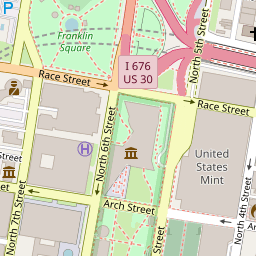 P
Franklin
Square
I 676
US 30
North 5th Street
Race Street
Race Street
North 6th Street
H
United
States
Mint
Arch Street
North 7th Street
North 4th Street